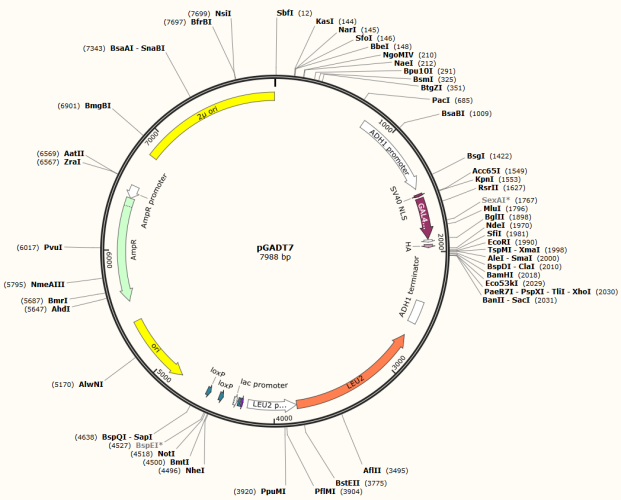 SbfI (12)
KasI (144)
NarI (145)
SfoI (146)
BbeI (148)
NgoMIV (210)
NaeI (212)
Bpu10I (291)
BsmI (325)
BtgZI (351)
PacI (685)
BsaBI (1009)
BsgI (1422)
Acc65I (1549)
KpnI (1553)
RsrII (1627)
SexAI* (1767)
MluI (1796)
BglII (1898)
NdeI (1970)
SfiI (1981)
EcoRI (1990)
TspMI - XmaI (1998)
AleI - SmaI (2000)
BspDI - ClaI (2010)
BamHI (2018)
Eco53kI (2029)
PaeR7I - PspXI - TliI - XhoI (2030)
BanII - SacI (2031)
AflII (3495)
BstEII (3775)
PflMI (3904)
(3920) PpuMI
(4496) NheI
(4500) BmtI
(4518) NotI
(4527) BspEI*
(4638) BspQI - SapI
(5170) AlwNI
(5647) AhdI
(5687) BmrI
(5795) NmeAIII
(6017) PvuI
(6567) ZraI
(6569) AatII
(6901) BmgBI
(7343) BsaAI - SnaBI
(7697) BfrBI
(7699) NsiI
pGADT7
7988 bp
1000
2000
3000
4000
5000
6000
7000
2μ ori
ADH1 promoter
SV40 NLS
GAL4...
HA
ADH1 terminator
LEU2
LEU2 p...
lac promoter
loxP
loxP
ori
AmpR
AmpR promoter